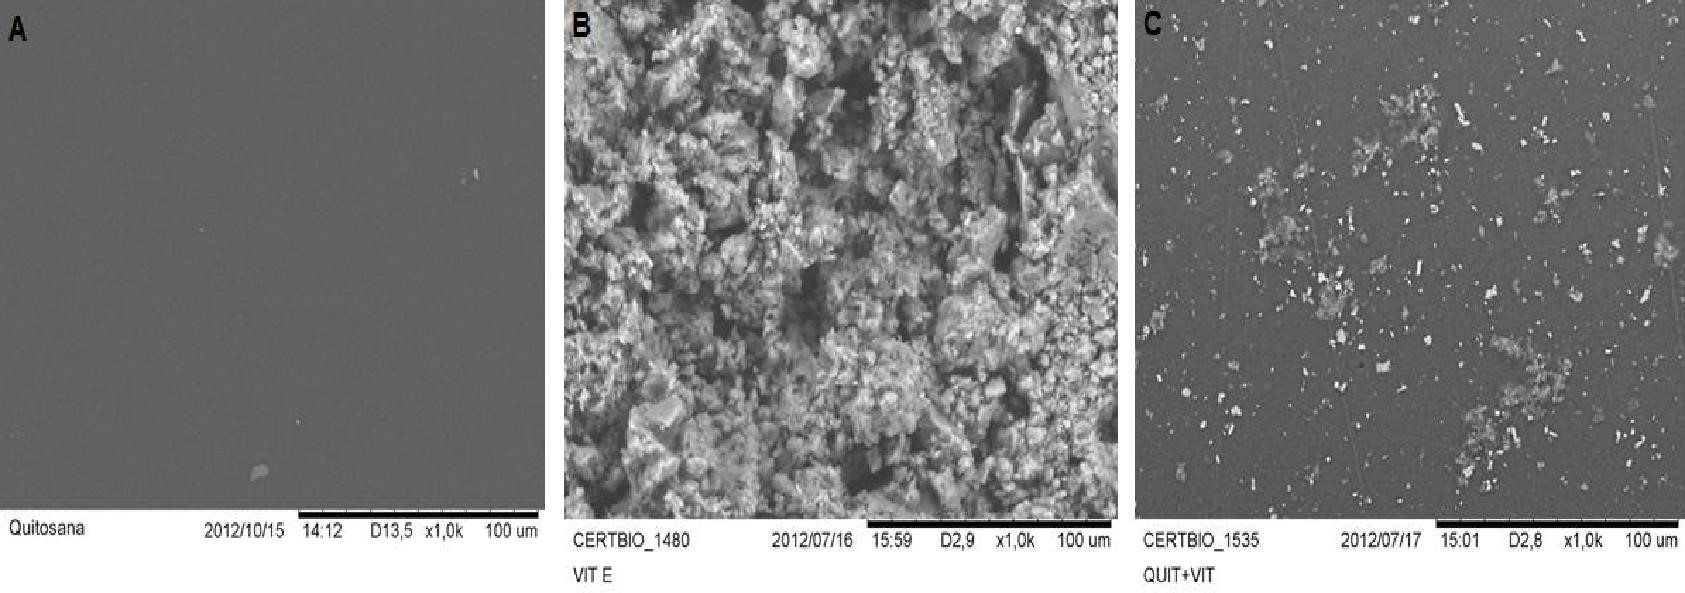 A
B
C
Quitosana 2012/10/15 14:12 D13,5 x1,0k 100 um
CERTBIO_1480 2012/07/16 15:59 D2,9 x1,0k 100 um
VIT E
CERTBIO_1535 2012/07/17 15:01 D2,8 x1,0k 100 um
QUIT+VIT